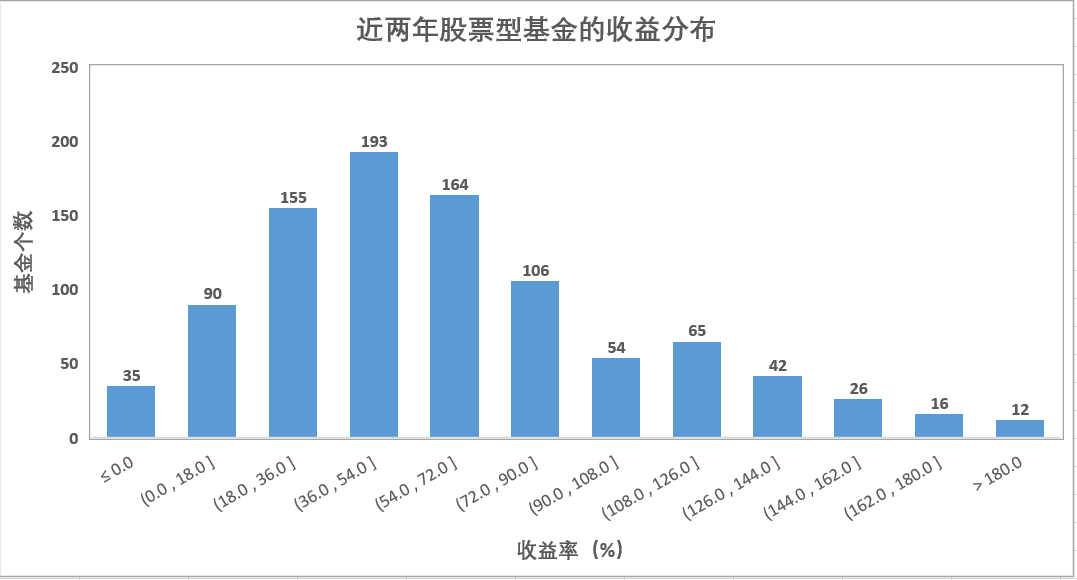 近两年股票型基金的收益分布
250
200
150
100
50
0
基金个数
35
90
155
193
164
106
54
65
42
26
16
12
≤ 0.0
(0.0 , 18.0 ]
(18.0 , 36.0 ]
(36.0 , 54.0 ]
(54.0 , 72.0 ]
(72.0 , 90.0 ]
(90.0 , 108.0 ]
(108.0 , 126.0 ]
(126.0 , 144.0 ]
(144.0 , 162.0 ]
(162.0 , 180.0 ]
> 180.0
收益率（%）